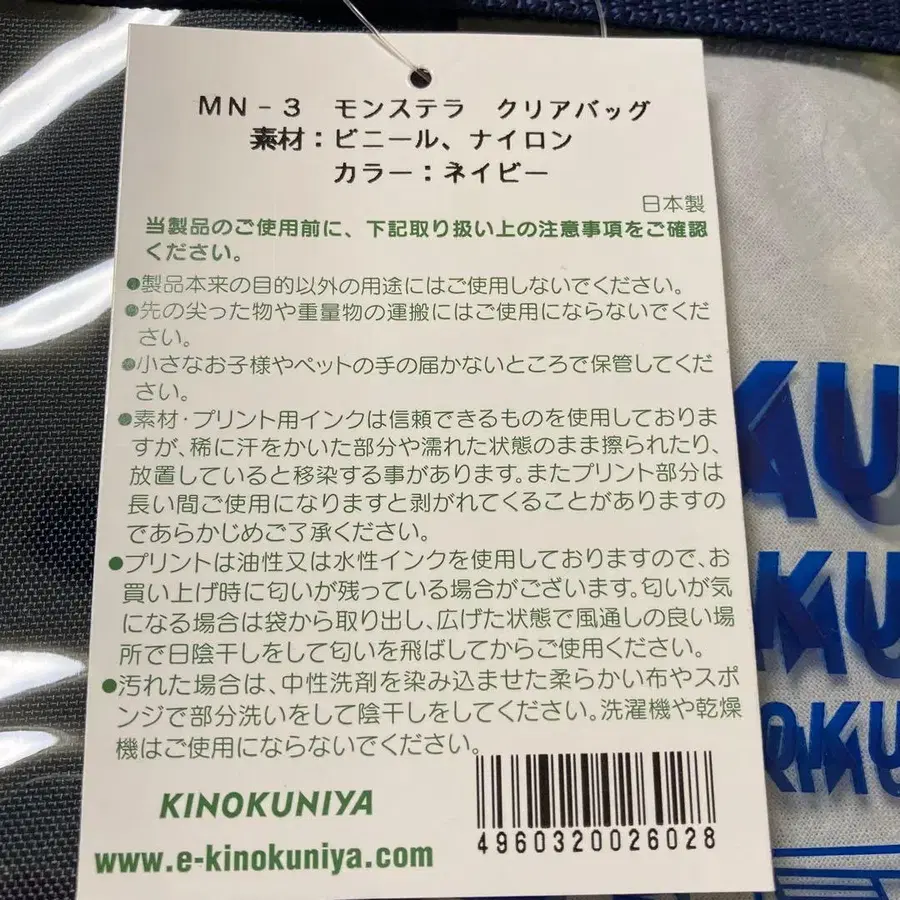 MN-3 モンステラ クリアバッグ
素材：ビニール、ナイロン
カラー：ネイビー
日本製
当製品のご使用前に、下記取り扱い上の注意事項をご確認
ください。
●製品本来の目的以外の用途にはご使用しないでください。
●先の尖った物や重量物の運搬にはご使用にならないでくだ
さい。
●小さなお子様やペットの手の届かないところで保管してくだ
さい。
●素材・プリント用インクは信頼できるものを使用しておりま
すが、稀に汗をかいた部分や濡れた状態のまま擦られたり、
放置していると移染する事があります。またプリント部分は
長い間ご使用になりますと剥がれてくることがありますの
であらかじめご了承ください。
●プリントは油性又は水性インクを使用しておりますので、お
買い上げ時に匂いが残っている場合がございます。匂いが気
になる場合は袋から取り出し、広げた状態で風通しの良い場
所で日陰干しをして匂いを飛ばしてからご使用ください。
●汚れた場合は、中性洗剤を染み込ませた柔らかい布やスポ
ンジで部分洗いをして陰干しをしてください。洗濯機や乾燥
機はご使用にならないでください。
KINOKUNIYA
www.e-kinokuniya.com
4960320026028
KU
KU
KU